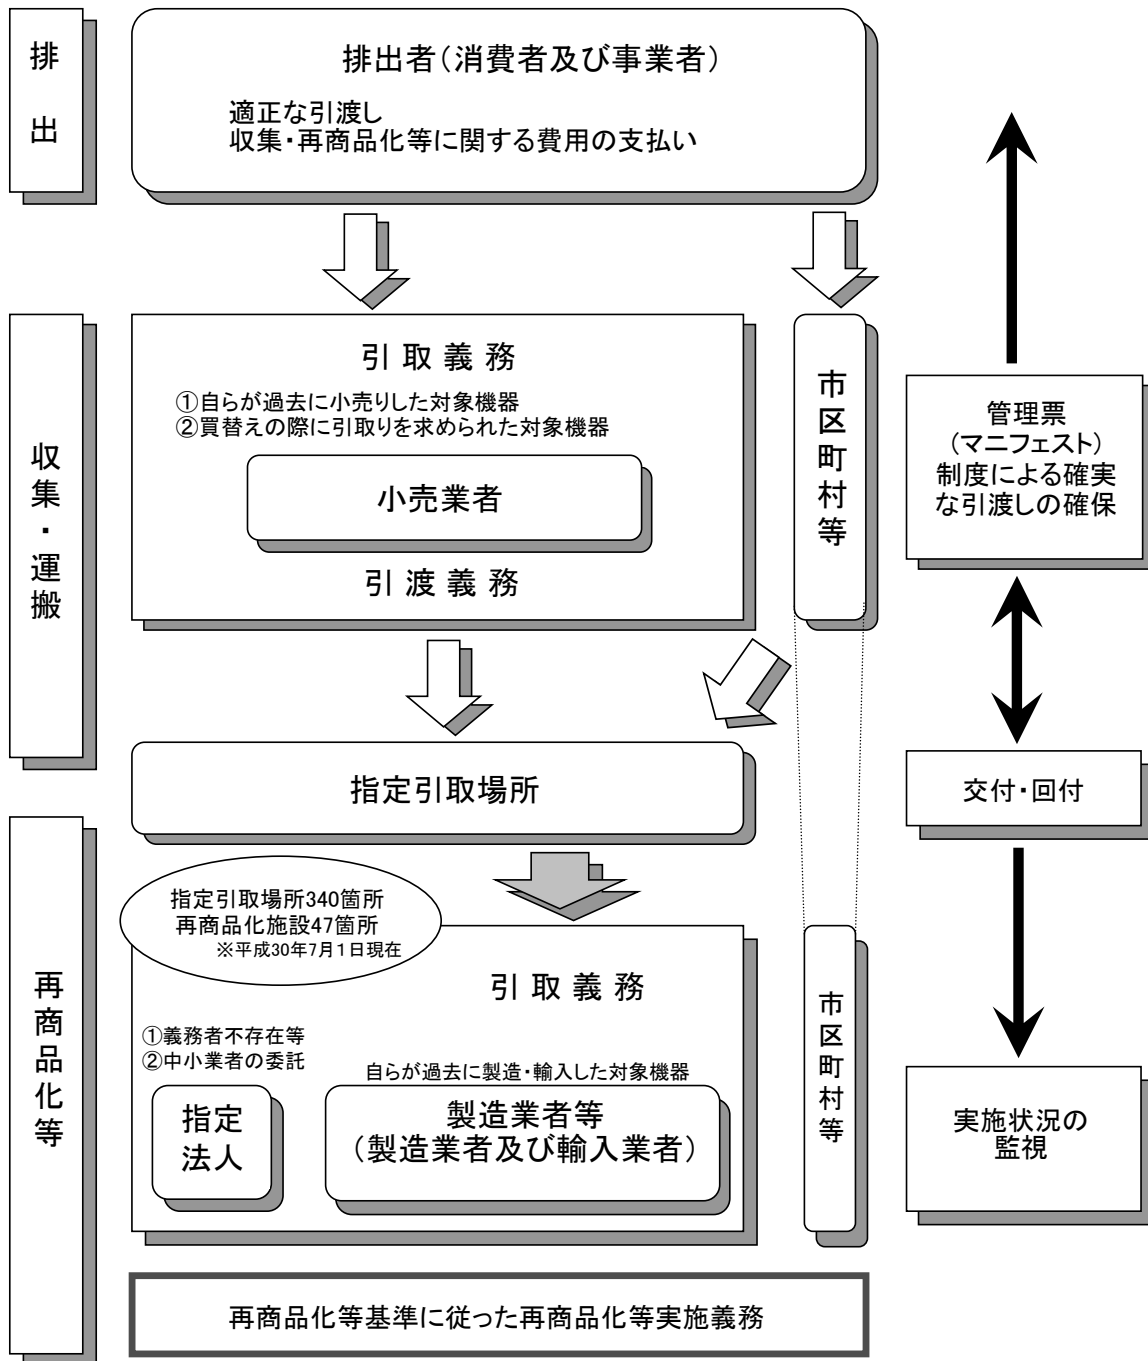 排出
排出者（消費者及び事業者）
適正な引渡し
収集・再商品化等に関する費用の支払い
収集・運搬
引取義務
①自らが過去に小売りした対象機器
②買替えの際に引取りを求められた対象機器
小売業者
引渡義務
市区町村等
管理票
（マニフェスト）
制度による確実
な引渡しの確保
指定引取場所
交付・回付
再商品化等
指定引取場所340箇所
再商品化施設47箇所
※平成30年7月１日現在
引取義務
①義務者不存在等
②中小業者の委託
指定
法人
自らが過去に製造・輸入した対象機器
製造業者等
（製造業者及び輸入業者）
市区町村等
実施状況の
監視
再商品化等基準に従った再商品化等実施義務